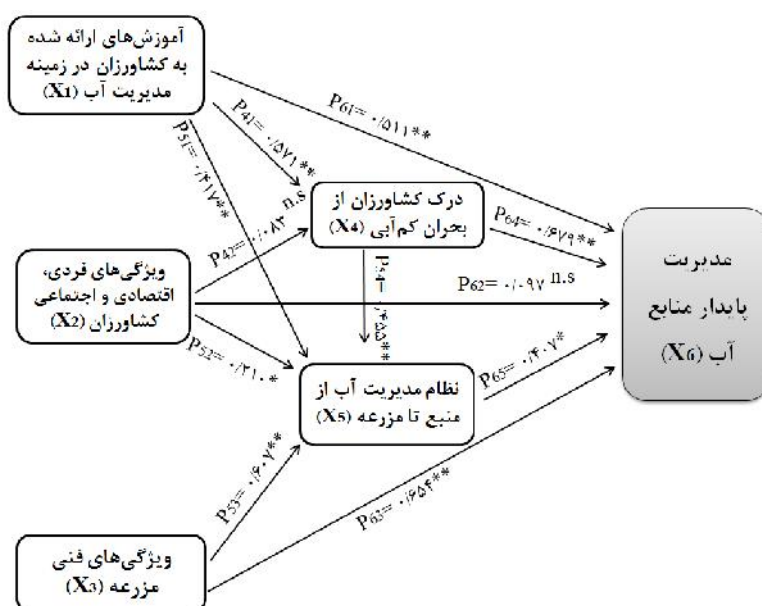 آموزش‌های ارائه شده
به کشاورزان در زمینه
مدیریت آب (X1)
P61= ۰/۵۱۱**
P41= ۰/۵۷۱**
P51= ۰/۴۱۷**
درک کشاورزان از
بحران کم‌آبی (X4)
P42= ۰/۰۸۳ n.s
P64= ۰/۶۷۹**
ویژگی‌های فردی،
اقتصادی و اجتماعی
کشاورزان (X2)
P62= ۰/۰۹۷ n.s
مدیریت
پایدار منابع
آب (X6)
P54= ۰/۴۵۵**
P52= ۰/۲۱۰*
نظام مدیریت آب از
منبع تا مزرعه (X5)
P65= ۰/۴۰۷*
P53= ۰/۶۰۷**
P63= ۰/۶۵۴**
ویژگی‌های فنی
مزرعه (X3)